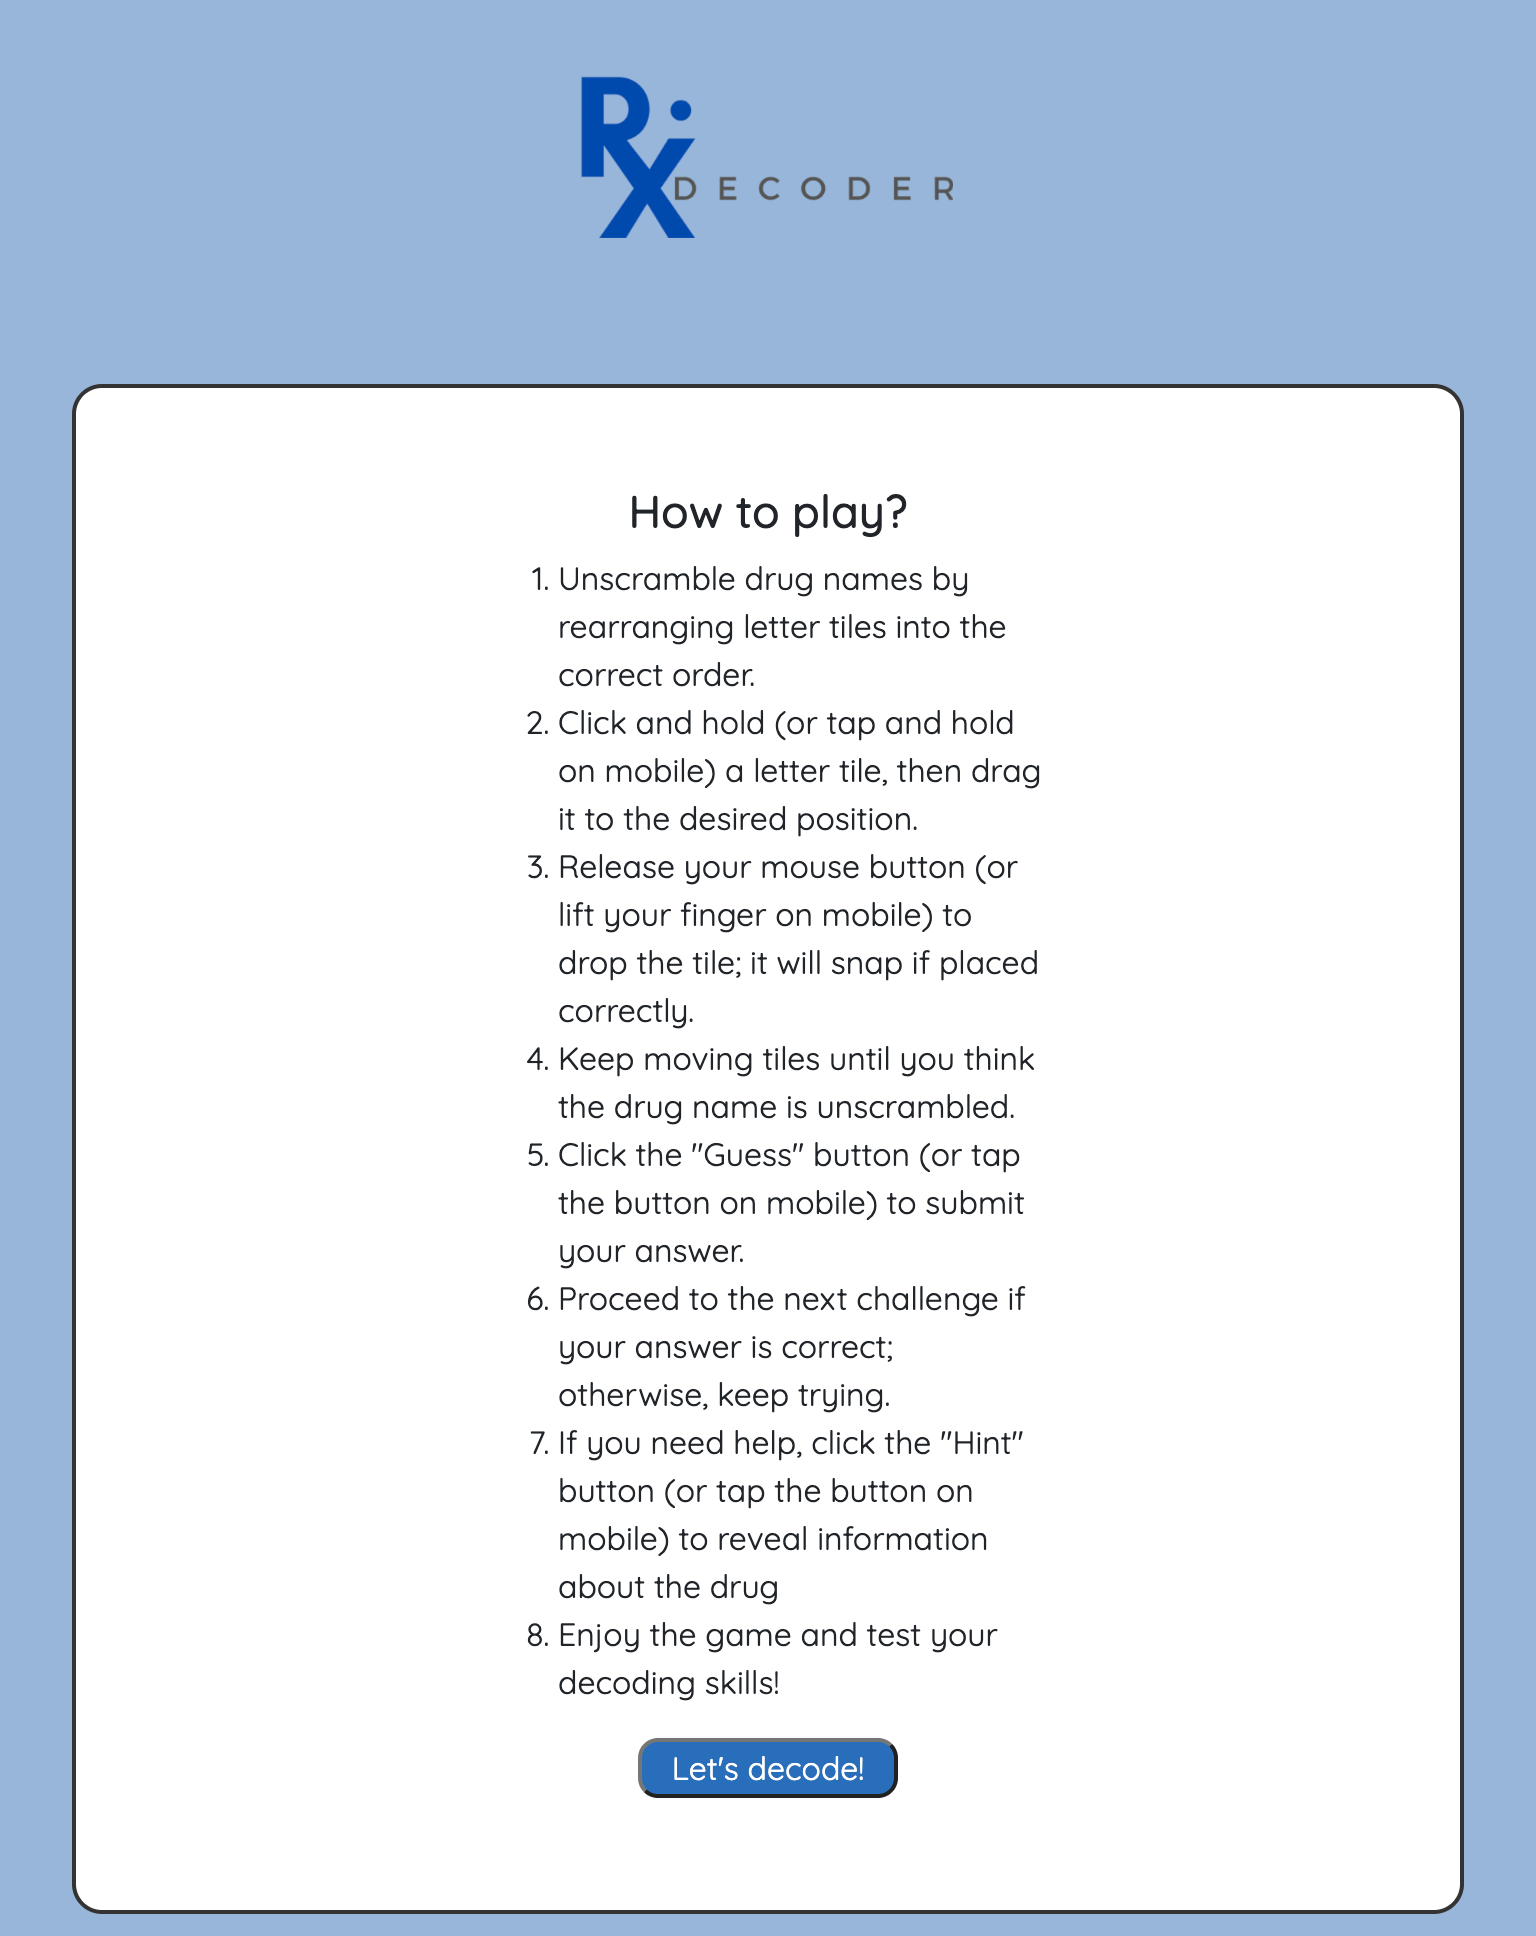 Rx
DECODER
How to play?
1. Unscramble drug names by
rearranging letter tiles into the
correct order.
2. Click and hold (or tap and hold
on mobile) a letter tile, then drag
it to the desired position.
3. Release your mouse button (or
lift your finger on mobile) to
drop the tile; it will snap if placed
correctly.
4. Keep moving tiles until you think
the drug name is unscrambled.
5. Click the "Guess" button (or tap
the button on mobile) to submit
your answer.
6. Proceed to the next challenge if
your answer is correct;
otherwise, keep trying.
7. If you need help, click the "Hint"
button (or tap the button on
mobile) to reveal information
about the drug
8. Enjoy the game and test your
decoding skills!
Let's decode!